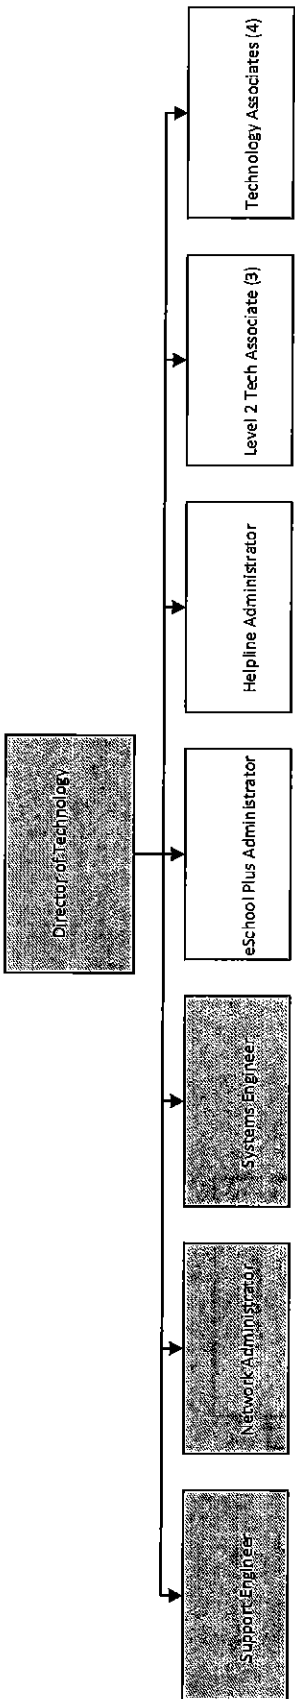 Director of Technology
Support Engineer
Network Administrator
Systems Engineer
eSchool Plus Administrator
Helpline Administrator
Level 2 Tech Associate (3)
Technology Associates (4)